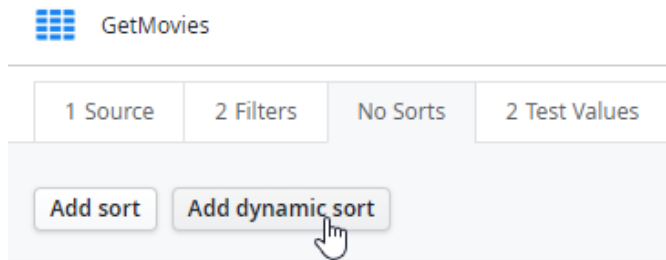 GetMovies
1 Source 2 Filters No Sorts 2 Test Values
Add sort Add dynamic sort